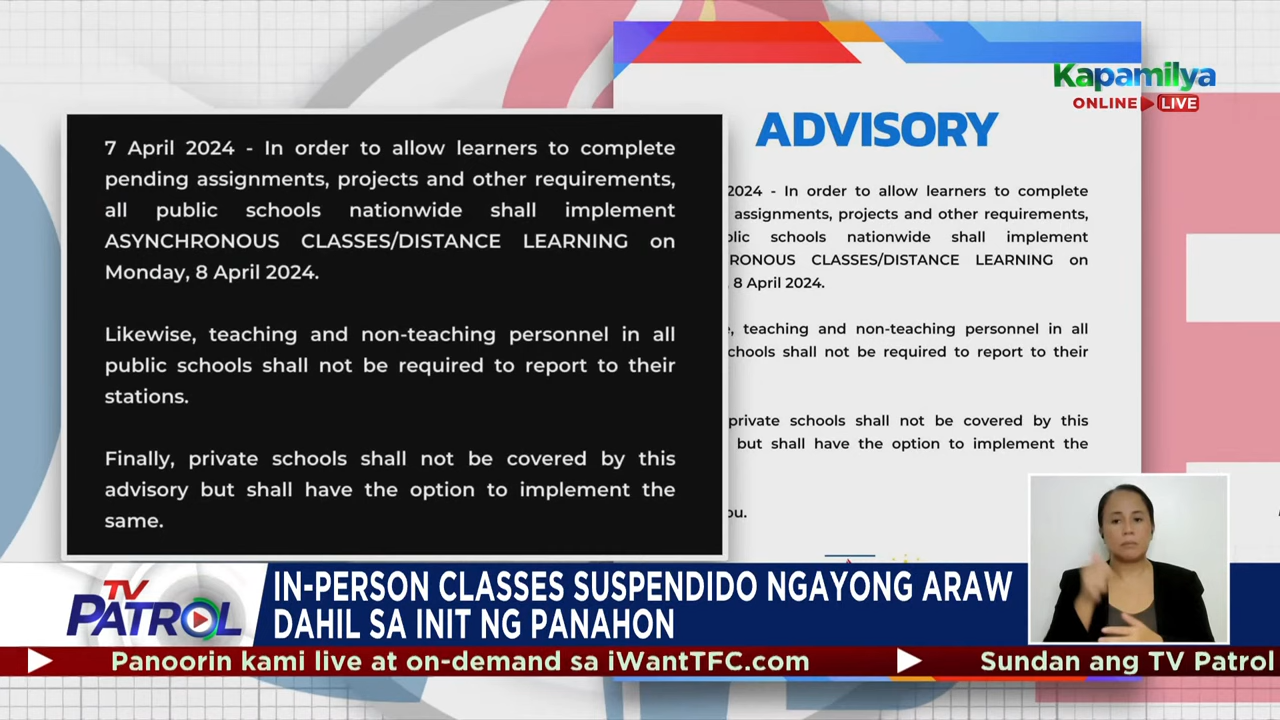 Kapamilya
ONLINE LIVE
ADVISORY
7 April 2024 - In order to allow learners to complete
pending assignments, projects and other requirements,
all public schools nationwide shall implement
ASYNCHRONOUS CLASSES/DISTANCE LEARNING on
Monday, 8 April 2024.
Likewise, teaching and non-teaching personnel in all
public schools shall not be required to report to their
stations.
Finally, private schools shall not be covered by this
advisory but shall have the option to implement the
same.
2024 - In order to allow learners to complete
assignments, projects and other requirements,
schools nationwide shall implement
CLASSES/DISTANCE LEARNING on
8 April 2024.
teaching and non-teaching personnel in all
shall not be required to report to their
private schools shall not be covered by this
but shall have the option to implement the
TV PATROL
IN-PERSON CLASSES SUSPENDIDO NGAYONG ARAW
DAHIL SA INIT NG PANAHON
Panoorin kami live at on-demand sa iWantTFC.com
Sundan ang TV Patrol